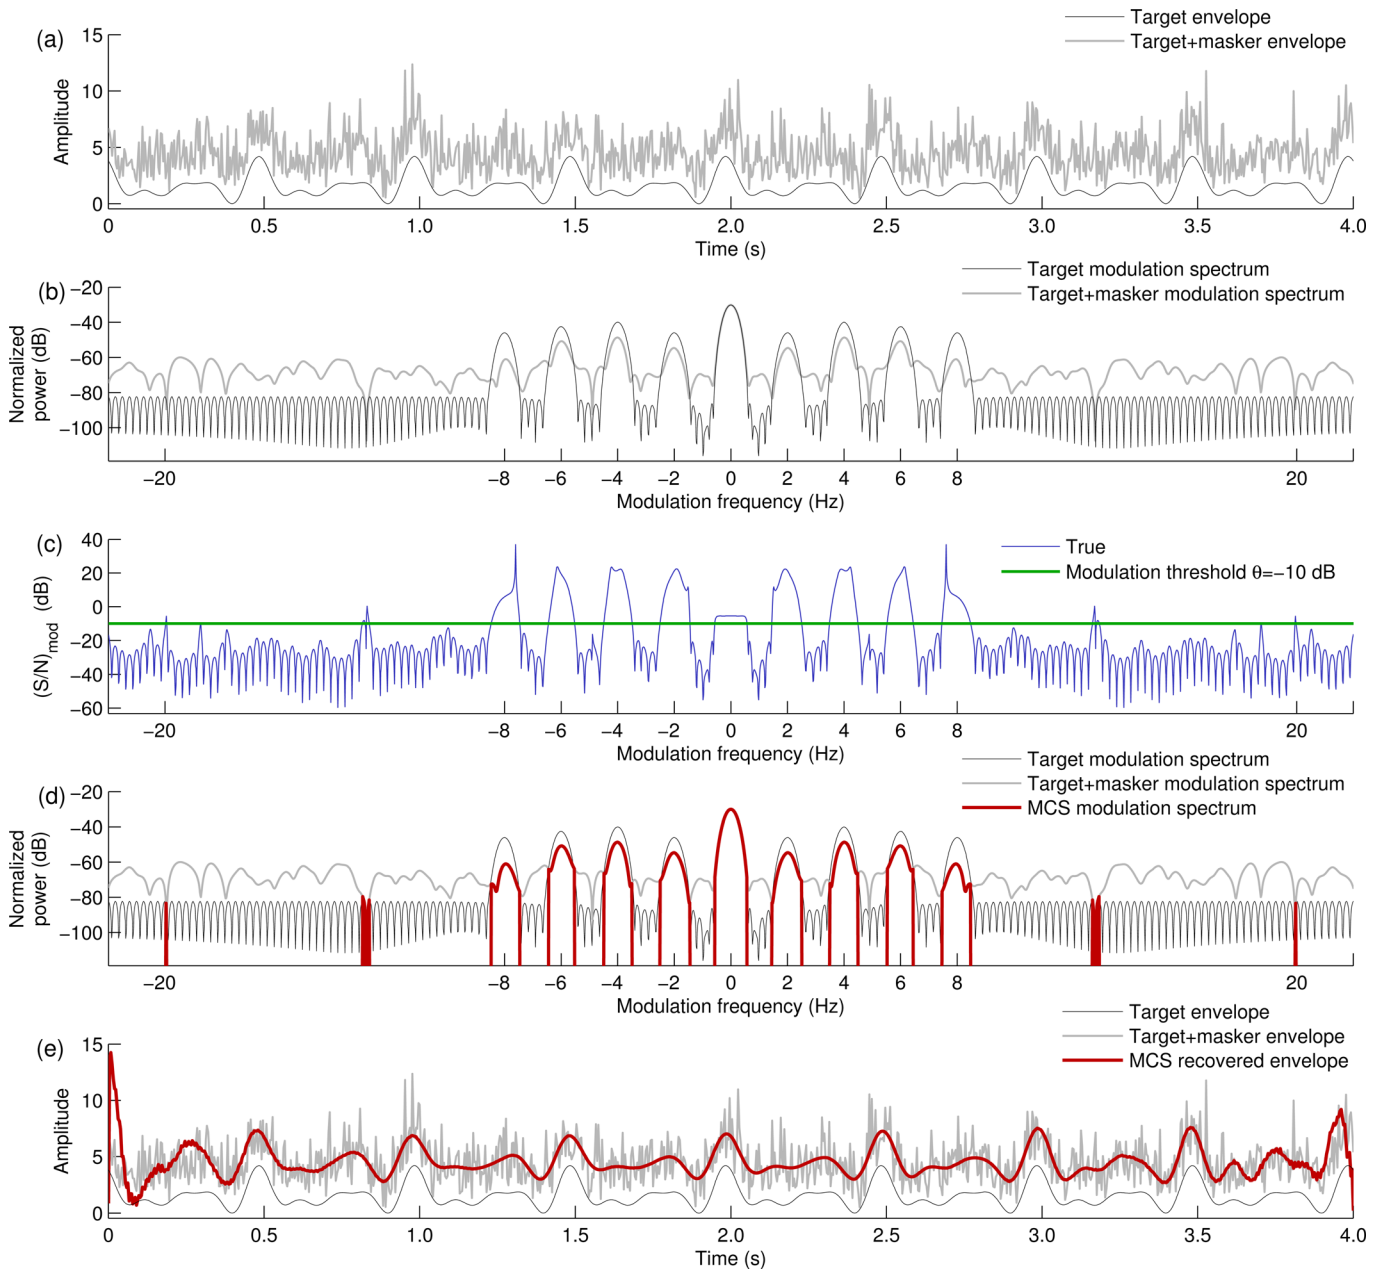 (a)
Target envelope
Target+masker envelope
Amplitude
15
10
5
0
0 0.5 1.0 1.5 2.0 2.5 3.0 3.5 4.0
Time (s)
(b)
Target modulation spectrum
Target+masker modulation spectrum
Normalized
power (dB)
−20
−40
−60
−80
−100
−20 −8 −6 −4 −2 0 2 4 6 8 20
Modulation frequency (Hz)
(c)
True
Modulation threshold θ=−10 dB
(S/N)mod (dB)
40
20
0
−20
−40
−60
−20 −8 −6 −4 −2 0 2 4 6 8 20
Modulation frequency (Hz)
(d)
Target modulation spectrum
Target+masker modulation spectrum
MCS modulation spectrum
Normalized
power (dB)
−20
−40
−60
−80
−100
−20 −8 −6 −4 −2 0 2 4 6 8 20
Modulation frequency (Hz)
(e)
Target envelope
Target+masker envelope
MCS recovered envelope
Amplitude
15
10
5
0
0 0.5 1.0 1.5 2.0 2.5 3.0 3.5 4.0
Time (s)